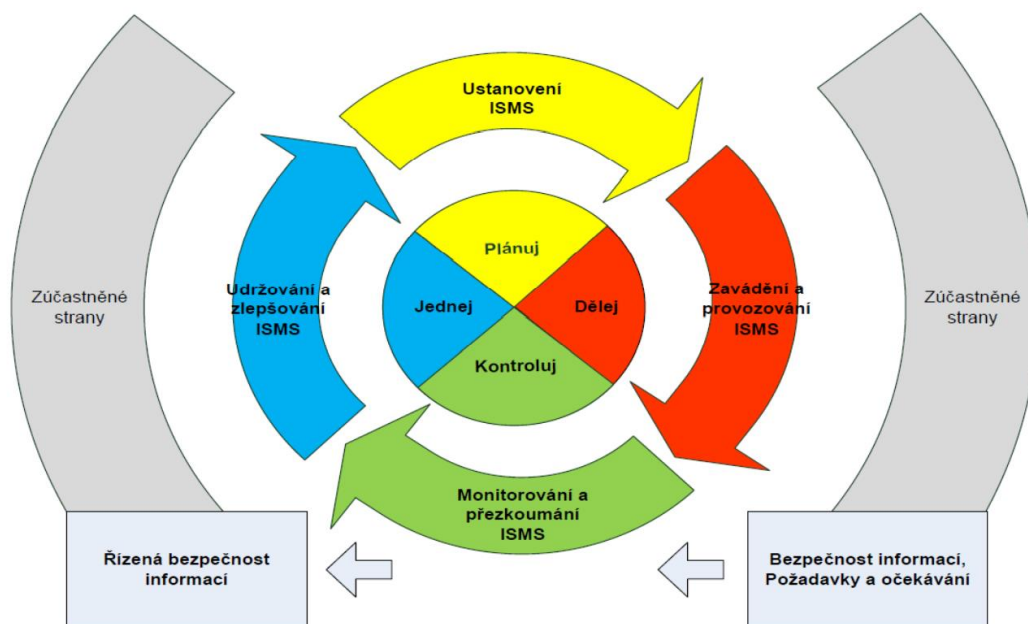 Ustanovení
ISMS
Plánuj
Zúčastněné
strany
Udržování a
zlepšování
ISMS
Jednej
Dělej
Zavádění a
provozování
ISMS
Zúčastněné
strany
Kontroluj
Monitorování a
přezkoumání
ISMS
Řízená bezpečnost
informací
Bezpečnost informací,
Požadavky a očekávání